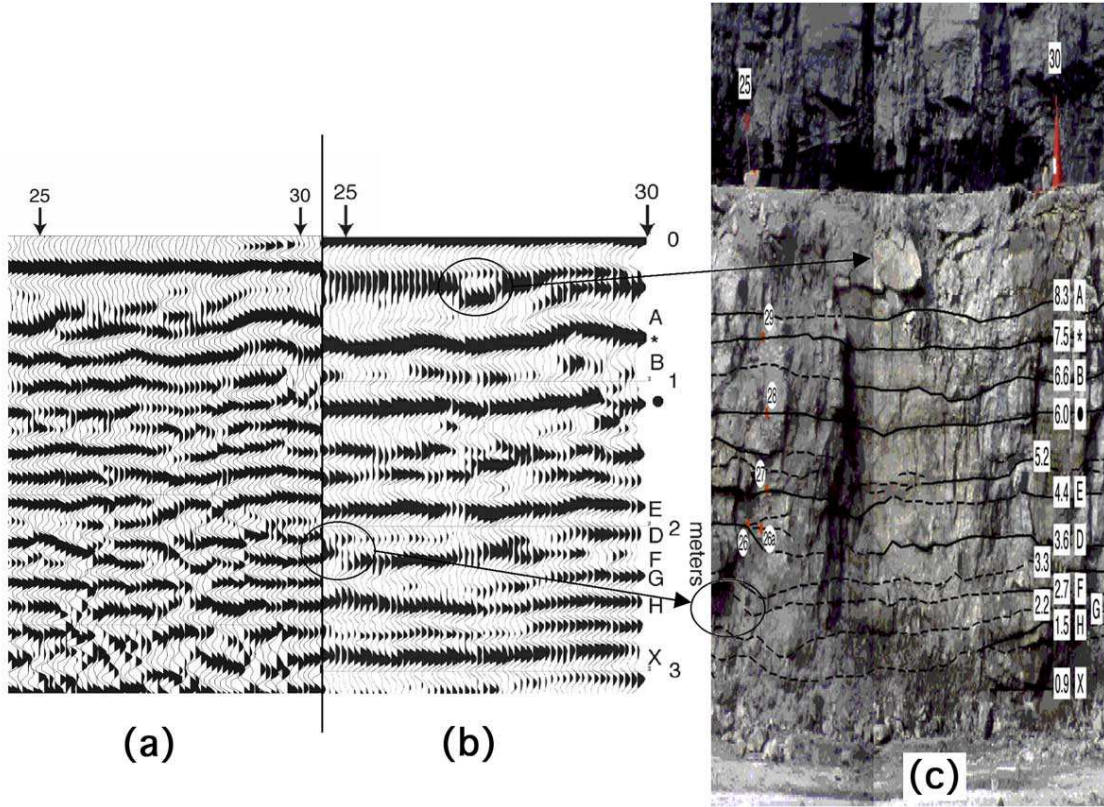 25
30
25
30
0
A
*
B
1
●
E
2
D
F
G
H
X
3
meters
25
30
8.3 A
7.5 *
6.6 B
6.0 ●
5.2
4.4 E
3.6 D
3.3
2.7 F
2.2 G
1.5 H
0.9 X
29
28
27
26
26a
(a)
(b)
(c)